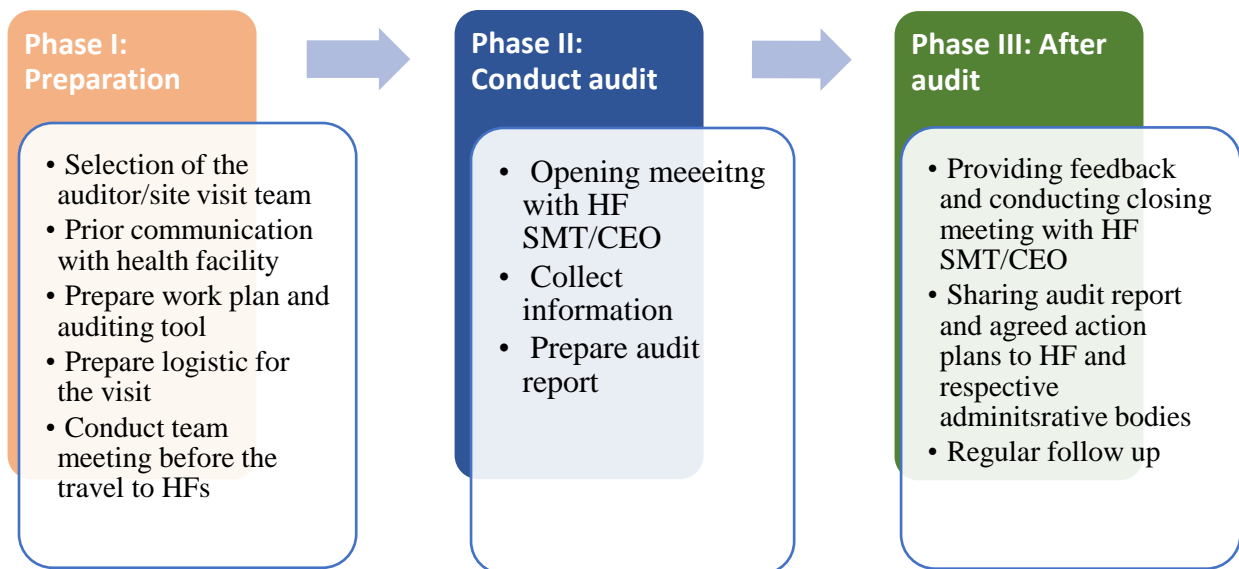 Phase I:
Preparation
• Selection of the
auditor/site visit team
• Prior communication
with health facility
• Prepare work plan and
auditing tool
• Prepare logistic for
the visit
• Conduct team
meeting before the
travel to HFs
Phase II:
Conduct audit
• Opening meeeitng
with HF
SMT/CEO
• Collect
information
• Prepare audit
report
Phase III: After
audit
• Providing feedback
and conducting closing
meeting with HF
SMT/CEO
• Sharing audit report
and agreed action
plans to HF and
respective
adminitsrative bodies
• Regular follow up